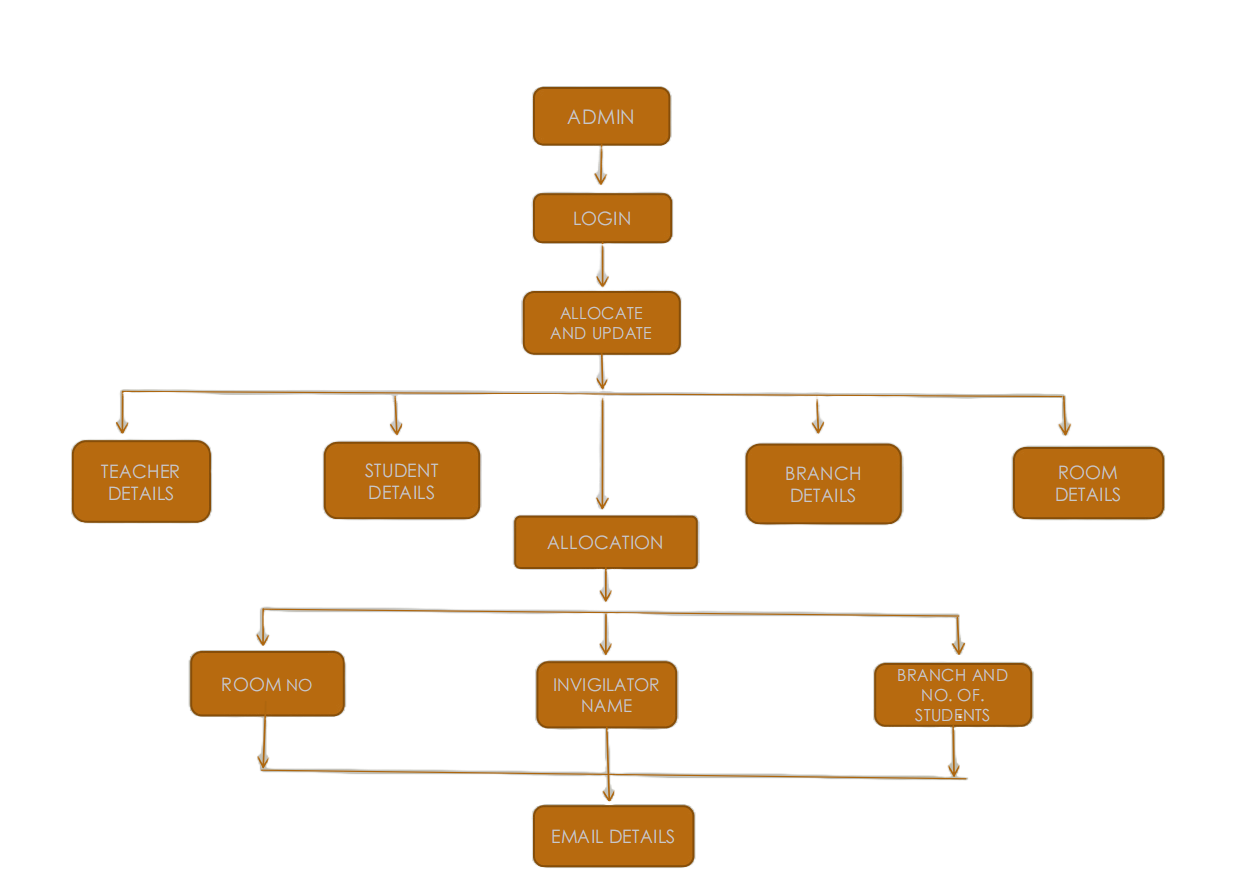 ADMIN
LOGIN
ALLOCATE
AND UPDATE
TEACHER
DETAILS
STUDENT
DETAILS
BRANCH
DETAILS
ROOM
DETAILS
ALLOCATION
ROOM NO
INVIGILATOR
NAME
BRANCH AND
NO. OF.
STUDENTS
EMAIL DETAILS